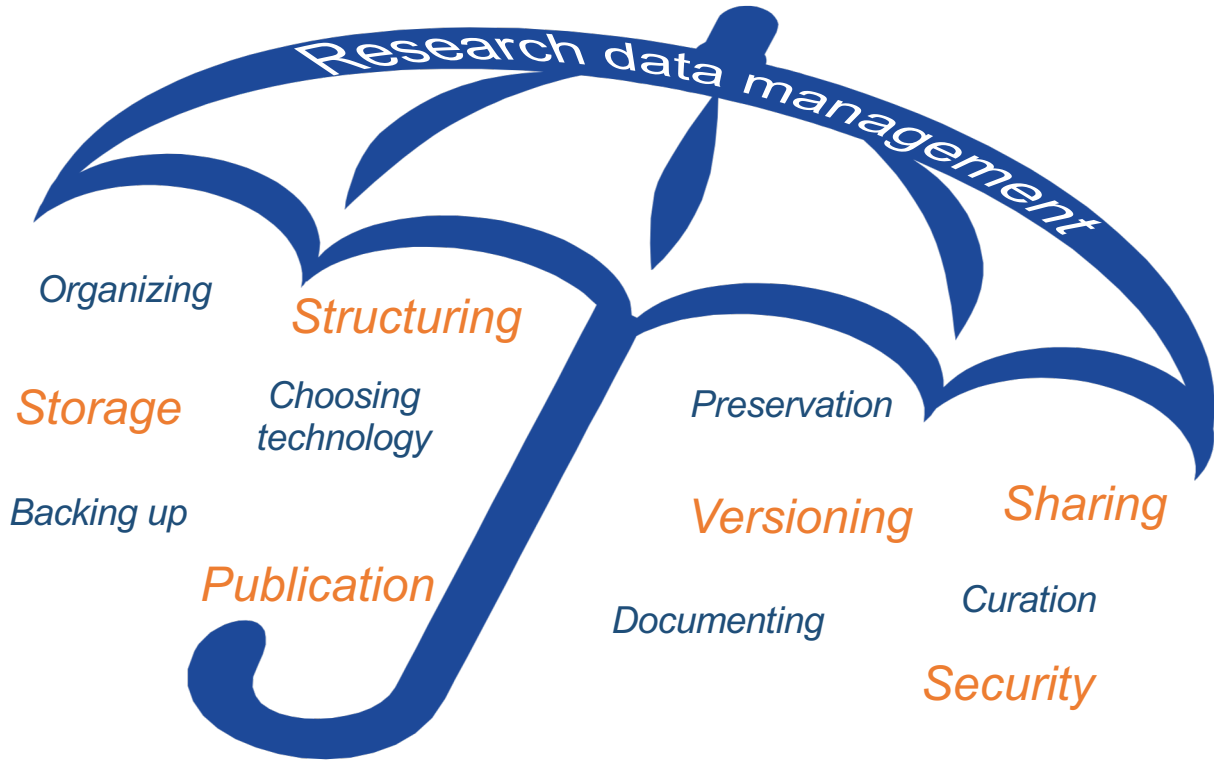 Research data management
Organizing
Structuring
Storage
Choosing
technology
Preservation
Backing up
Versioning
Sharing
Publication
Documenting
Curation
Security